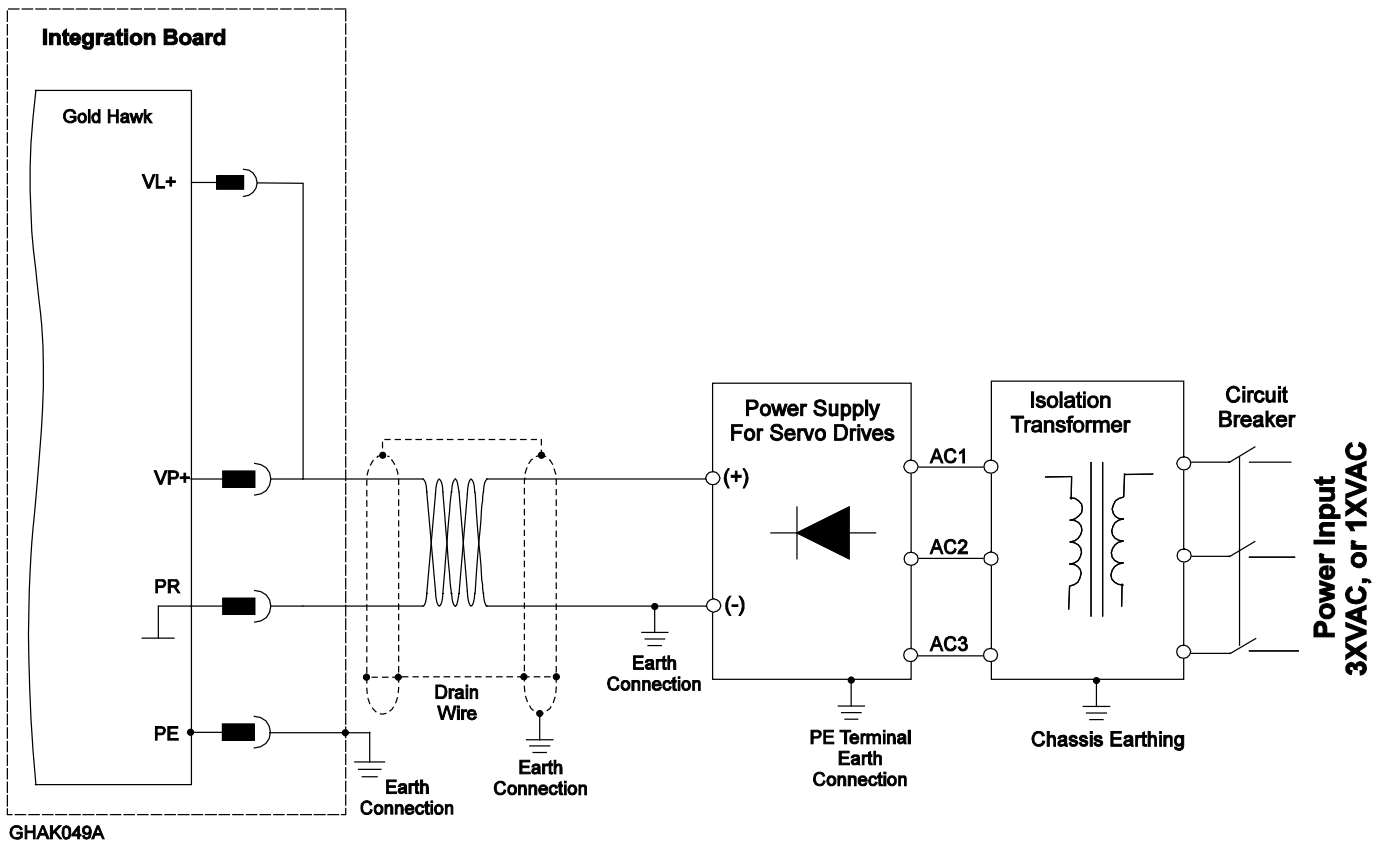 Integration Board
Gold Hawk
VL+
VP+
PR
PE
Drain
Wire
Earth
Connection
Earth
Connection
Earth
Connection
Power Supply
For Servo Drives
(+)
(-)
PE Terminal
Earth
Connection
AC1
AC2
AC3
Isolation
Transformer
Chassis Earthing
Circuit
Breaker
Power Input
3XVAC, or 1XVAC
GHAK049A